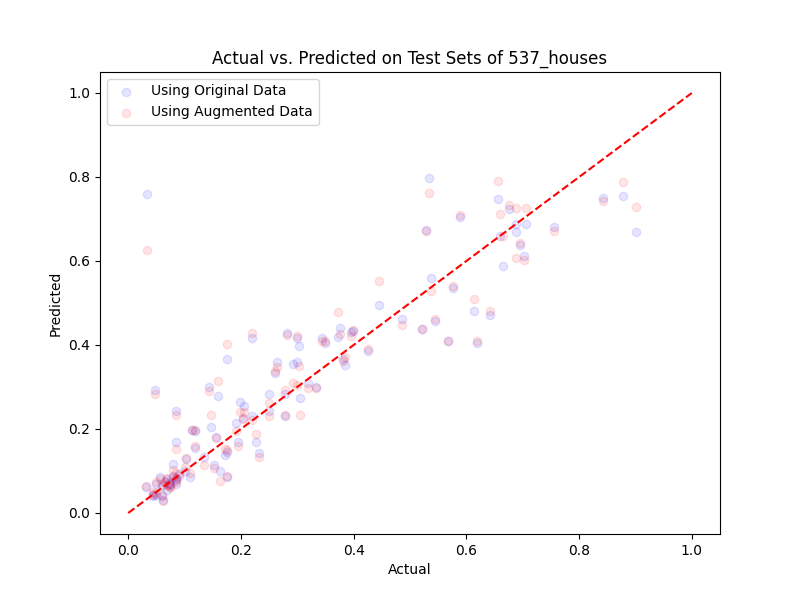 Actual vs. Predicted on Test Sets of 537_houses
Using Original Data
Using Augmented Data
1.0
0.8
0.6
0.4
0.2
0.0
Predicted
0.0 0.2 0.4 0.6 0.8 1.0
Actual